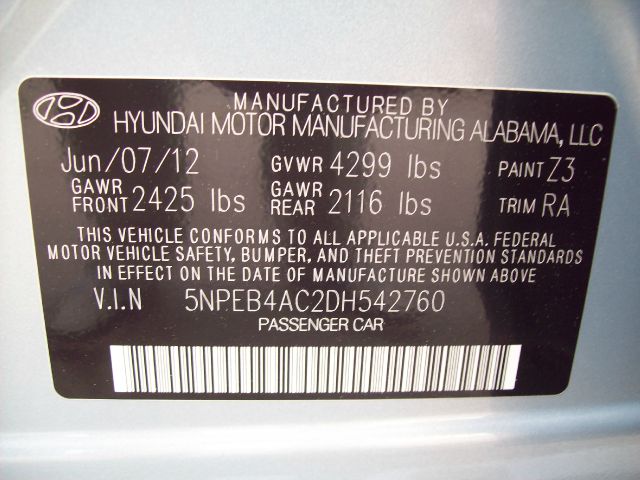 MANUFACTURED BY
HYUNDAI MOTOR MANUFACTURING ALABAMA, LLC
Jun/07/12 GVWR 4299 lbs PAINT Z3
GAWR FRONT 2425 lbs GAWR REAR 2116 lbs TRIM RA
THIS VEHICLE CONFORMS TO ALL APPLICABLE U.S.A. FEDERAL
MOTOR VEHICLE SAFETY, BUMPER, AND THEFT PREVENTION STANDARDS
IN EFFECT ON THE DATE OF MANUFACTURE SHOWN ABOVE.
V.I.N 5NPEB4AC2DH542760
PASSENGER CAR